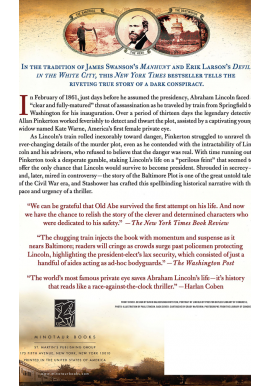 IN THE TRADITION OF JAMES SWANSON'S MANHUNT AND ERIK LARSON'S DEVIL
IN THE WHITE CITY, THIS NEW YORK TIMES BESTSELLER TELLS THE
RIVETING TRUE STORY OF A DARK CONSPIRACY.
In February of 1861, just days before he assumed the presidency, Abraham Lincoln faced
"clear and fully-matured" threat of assassination as he traveled by train from Springfield
Washington for his inauguration. Over a period of thirteen days the legendary detective
Allan Pinkerton worked feverishly to detect and thwart the plot, assisted by a captivating young
widow named Kate Warne, America's first female private eye.
As Lincoln's train rolled inexorably toward danger, Pinkerton struggled to unravel the
ever-changing details of the murder plot, even as he contended with the intractability of Lin
coln and his advisors, who refused to believe that the danger was real. With time running out
Pinkerton took a desperate gamble, staking Lincoln's life on a "perilous feint" that seemed
offer the only chance that Lincoln would survive to become president. Shrouded in secrecy-
and, later, mired in controversy—the story of the Baltimore Plot is one of the great untold tale
of the Civil War era, and Stashower has crafted this spellbinding historical narrative with
pace and urgency of a thriller.
"We can be grateful that Old Abe survived the first attempt on his life. And now
we have the chance to relish the story of the clever and determined characters who
were dedicated to his safety." —The New York Times Book Review
"The chugging train injects the book with momentum and suspense as it
nears Baltimore; readers will cringe as crowds surge past policemen protecting
Lincoln, highlighting the president-elect's lax security, which consisted of just a
handful of aides acting as ad-hoc bodyguards." —The Washington Post
"The world's most famous private eye saves Abraham Lincoln's life—it's history
that reads like a race-against-the-clock thriller." —Harlan Coben
MINOTAUR BOOKS
ST. MARTIN'S PUBLISHING GROUP
175 FIFTH AVENUE, NEW YORK, NEW YORK 10010